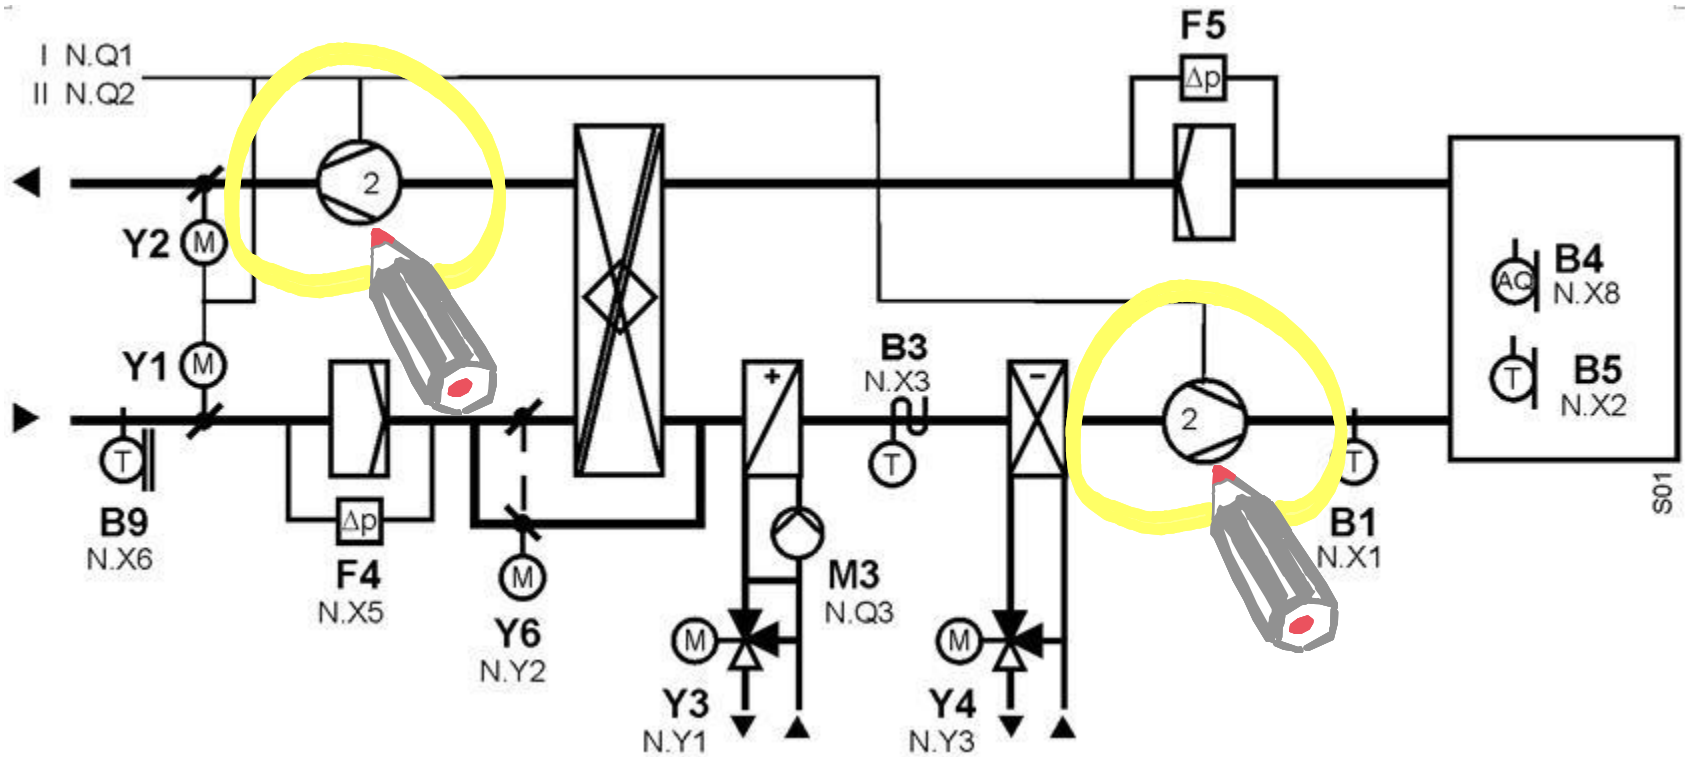 I N.Q1
II N.Q2
F5
Δp
2
Y2
M
B4
AQ
N.X8
Y1
M
B3
N.X3
B5
T
N.X2
+
-
2
T
T
T
B9
N.X6
Δp
F4
N.X5
M
Y6
N.Y2
M3
N.Q3
B1
N.X1
S01
M
Y3
N.Y1
M
Y4
N.Y3